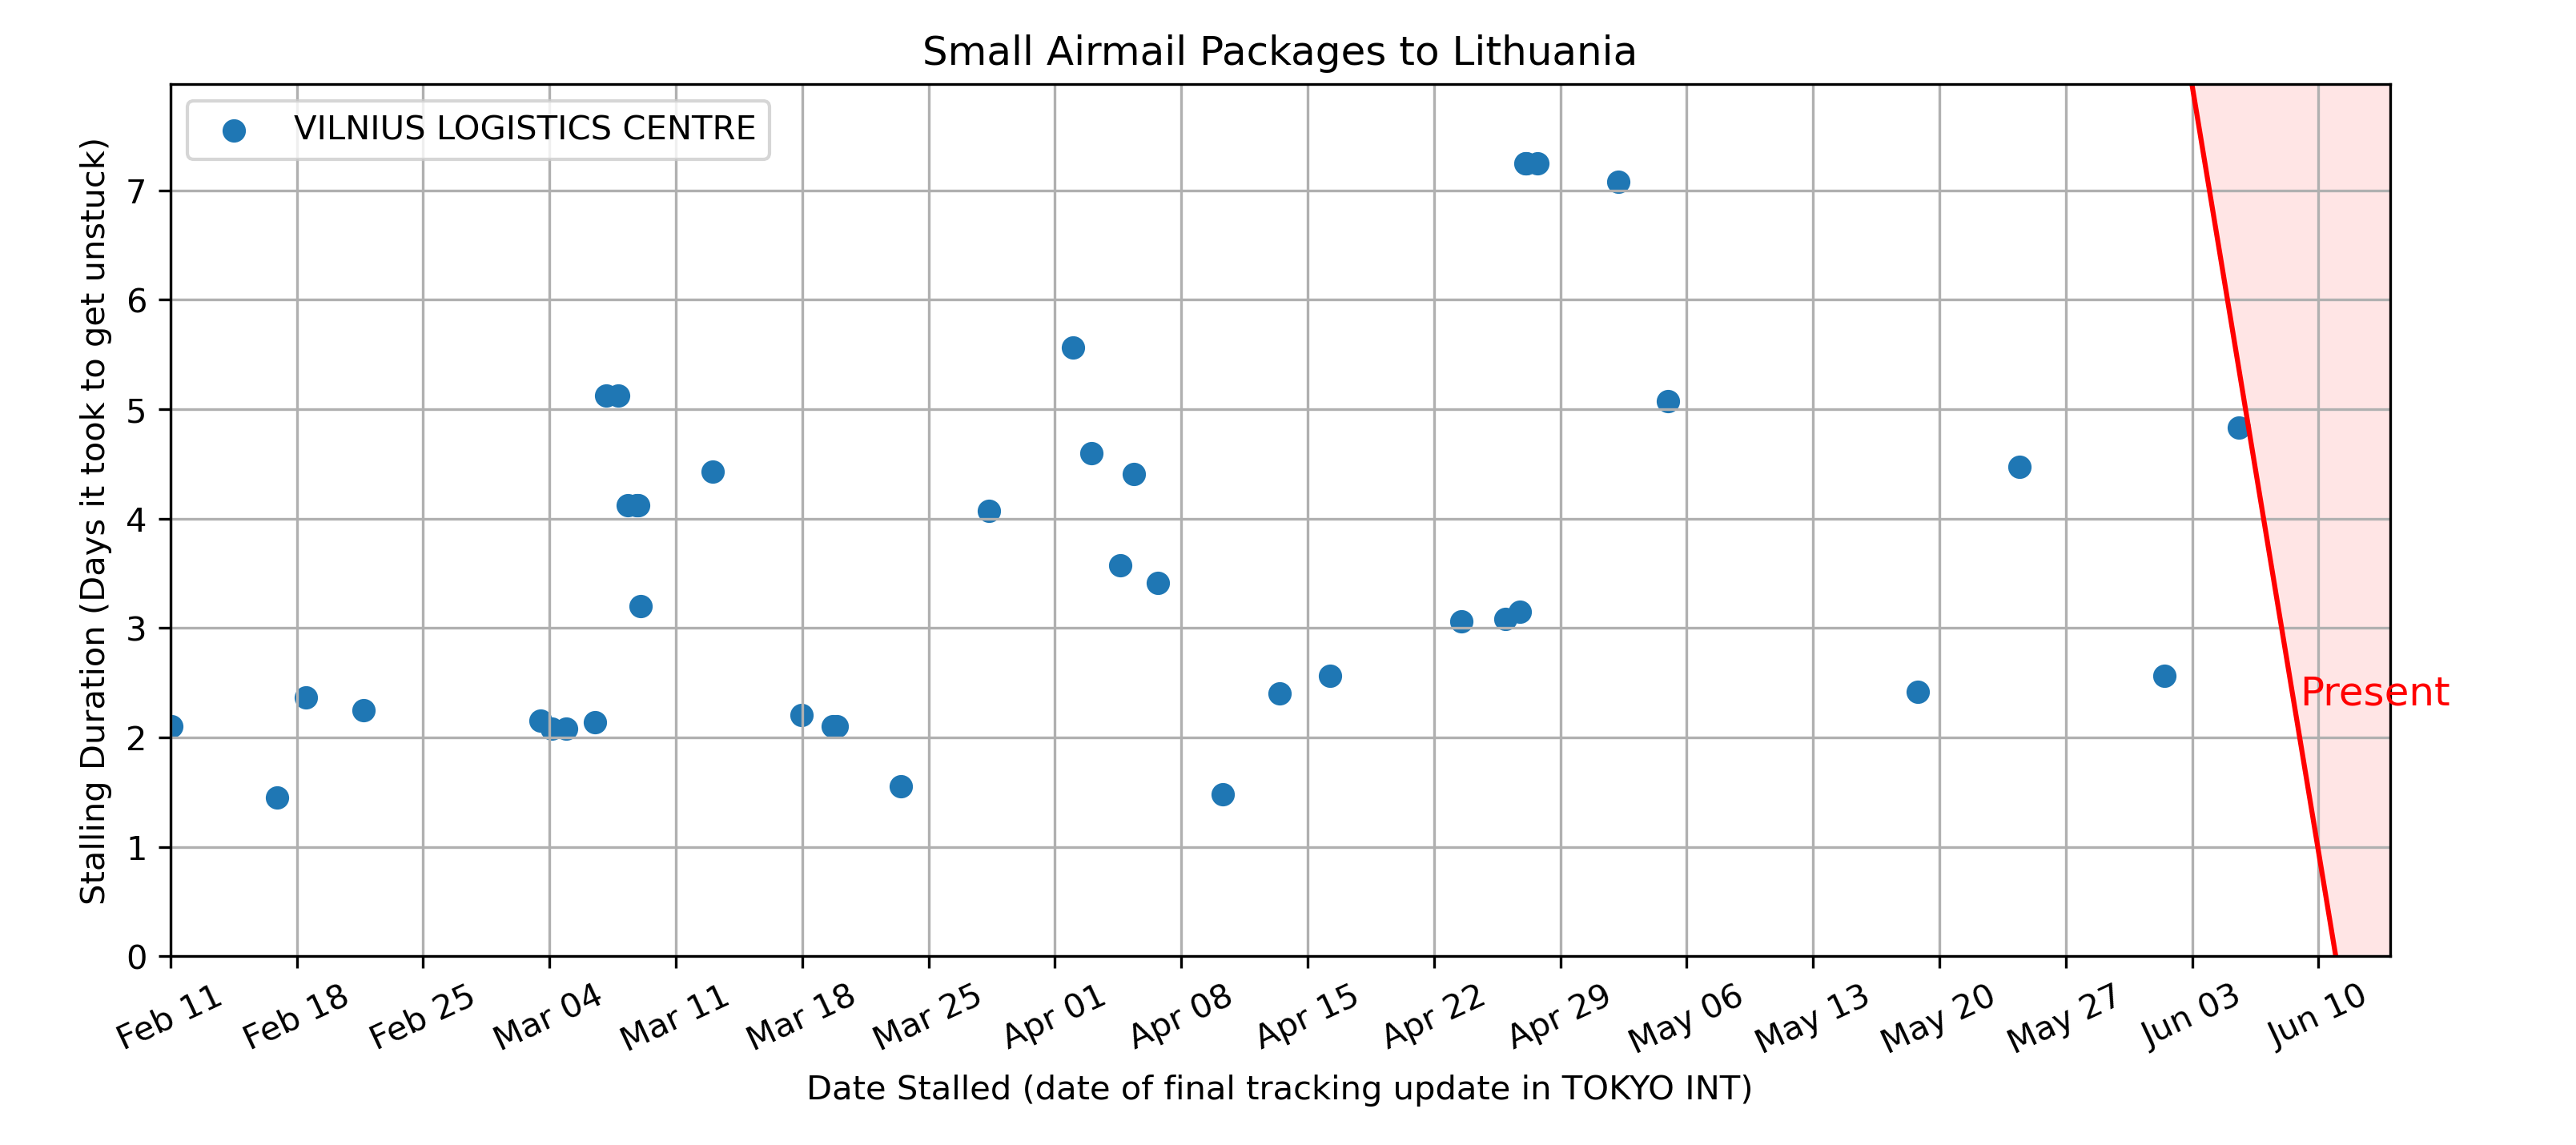 Small Airmail Packages to Lithuania
VILNIUS LOGISTICS CENTRE
Stalling Duration (Days it took to get unstuck)
7
6
5
4
3
2
1
0
Present
Feb 11
Feb 18
Feb 25
Mar 04
Mar 11
Mar 18
Mar 25
Apr 01
Apr 08
Apr 15
Apr 22
Apr 29
May 06
May 13
May 20
May 27
Jun 03
Jun 10
Date Stalled (date of final tracking update in TOKYO INT)